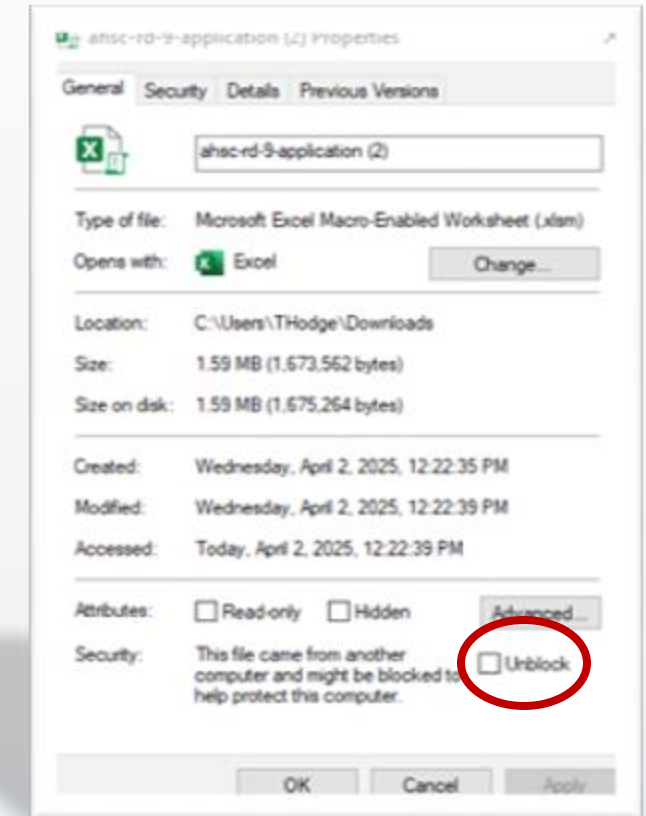 ahsc-rd-9-application (2) Properties
General Security Details Previous Versions
ahsc-rd-9-application (2)
Type of file: Microsoft Excel Macro-Enabled Worksheet (.xlsm)
Opens with: Excel Change...
Location: C:\Users\THodge\Downloads
Size: 1.59 MB (1,673,562 bytes)
Size on disk: 1.59 MB (1,675,264 bytes)
Created: Wednesday, April 2, 2025, 12:22:35 PM
Modified: Wednesday, April 2, 2025, 12:22:39 PM
Accessed: Today, April 2, 2025, 12:22:39 PM
Attributes: Read-only Hidden Advanced...
Security: This file came from another
computer and might be blocked to Unblock
help protect this computer.
OK Cancel Apply